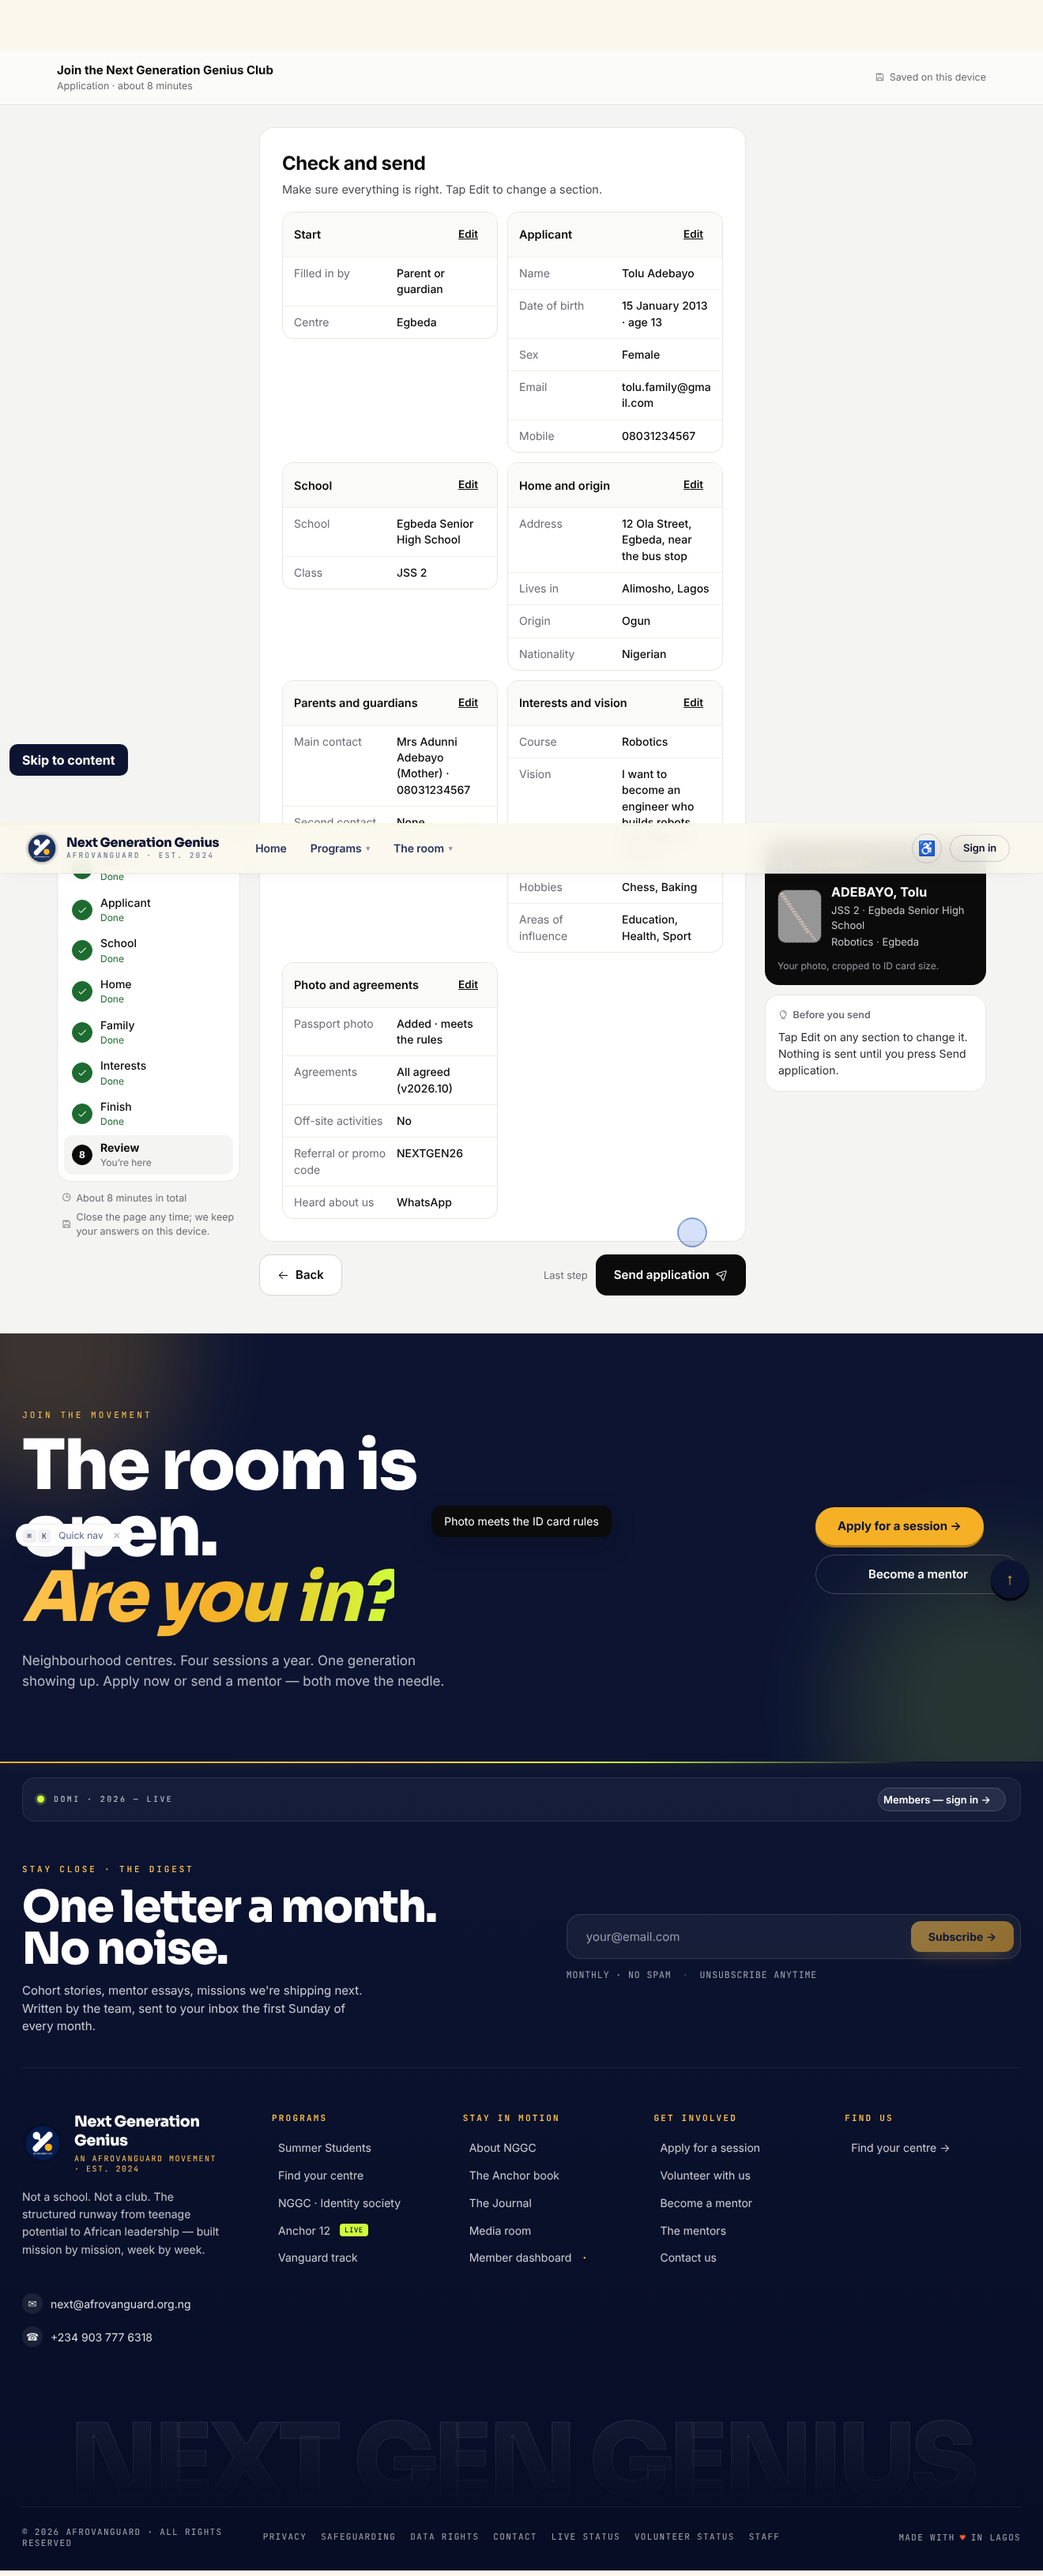 Join the Next Generation Genius Club
Application · about 8 minutes
Saved on this device
Check and send
Make sure everything is right. Tap Edit to change a section.
Start
Edit
Filled in by
Parent or
guardian
Centre
Egbeda
Applicant
Edit
Name
Tolu Adebayo
Date of birth
15 January 2013
· age 13
Sex
Female
Email
tolu.family@gma
il.com
Mobile
08031234567
School
Edit
School
Egbeda Senior
High School
Class
JSS 2
Home and origin
Edit
Address
12 Ola Street,
Egbeda, near
the bus stop
Lives in
Alimosho, Lagos
Origin
Ogun
Nationality
Nigerian
Parents and guardians
Edit
Main contact
Mrs Adunni
Adebayo
(Mother) ·
08031234567
Second contact
None
Interests and vision
Edit
Course
Robotics
Vision
I want to
become an
engineer who
builds robots
Skip to content
Next Generation Genius
AFROVANGUARD · EST. 2024
Home
Programs ▾
The room ▾
Sign in
Done
Applicant
Done
School
Done
Home
Done
Family
Done
Interests
Done
Finish
Done
8
Review
You're here
About 8 minutes in total
Close the page any time; we keep
your answers on this device.
Hobbies
Chess, Baking
Areas of
influence
Education,
Health, Sport
Photo and agreements
Edit
Passport photo
Added · meets
the rules
Agreements
All agreed
(v2026.10)
Off-site activities
No
Referral or promo
code
NEXTGEN26
Heard about us
WhatsApp
ADEBAYO, Tolu
JSS 2 · Egbeda Senior High
School
Robotics · Egbeda
Your photo, cropped to ID card size.
Before you send
Tap Edit on any section to change it.
Nothing is sent until you press Send
application.
← Back
Last step
Send application
JOIN THE MOVEMENT
The room is
open.
Are you in?
⌘ K Quick nav ×
Photo meets the ID card rules
Neighbourhood centres. Four sessions a year. One generation
showing up. Apply now or send a mentor — both move the needle.
Apply for a session →
Become a mentor
↑
DOMI · 2026 — LIVE
Members — sign in →
STAY CLOSE · THE DIGEST
One letter a month.
No noise.
Cohort stories, mentor essays, missions we're shipping next.
Written by the team, sent to your inbox the first Sunday of
every month.
your@email.com
Subscribe →
MONTHLY · NO SPAM · UNSUBSCRIBE ANYTIME
Next Generation
Genius
AN AFROVANGUARD MOVEMENT
· EST. 2024
Not a school. Not a club. The
structured runway from teenage
potential to African leadership — built
mission by mission, week by week.
next@afrovanguard.org.ng
+234 903 777 6318
PROGRAMS
Summer Students
Find your centre
NGGC · Identity society
Anchor 12 LIVE
Vanguard track
STAY IN MOTION
About NGGC
The Anchor book
The Journal
Media room
Member dashboard ·
GET INVOLVED
Apply for a session
Volunteer with us
Become a mentor
The mentors
Contact us
FIND US
Find your centre →
NEXT GEN GENIUS
© 2026 AFROVANGUARD · ALL RIGHTS
RESERVED
PRIVACY
SAFEGUARDING
DATA RIGHTS
CONTACT
LIVE STATUS
VOLUNTEER STATUS
STAFF
MADE WITH ♥ IN LAGOS